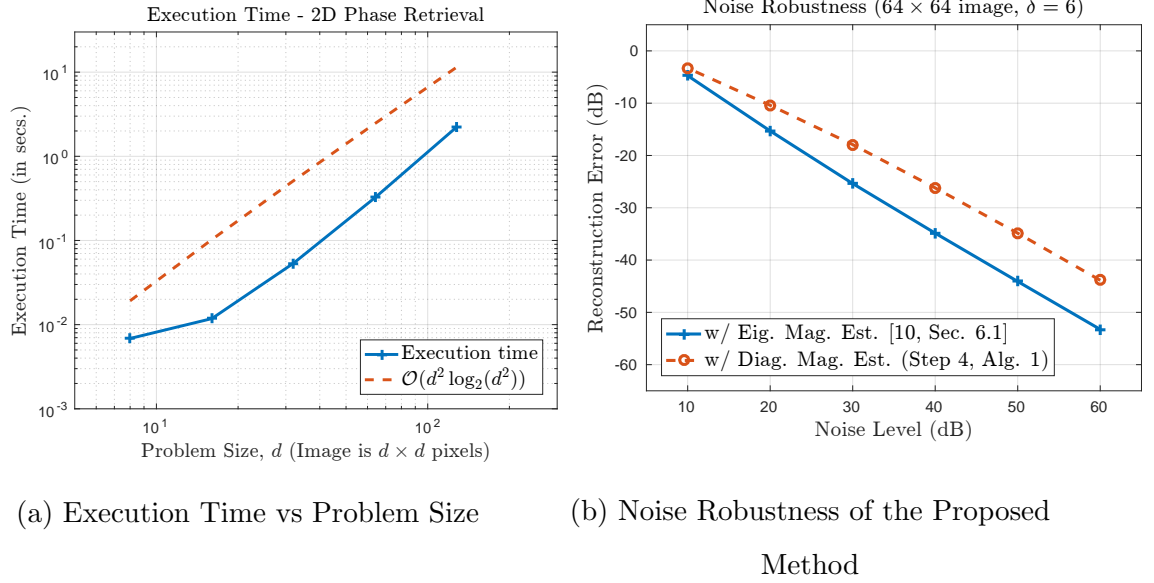 Execution Time - 2D Phase Retrieval
Execution Time (in secs.)
10^1
10^0
10^-1
10^-2
10^-3
10^1
10^2
Execution time
O(d^2 log_2(d^2))
Problem Size, d (Image is d × d pixels)
(a) Execution Time vs Problem Size
Noise Robustness (64 × 64 image, δ = 6)
Reconstruction Error (dB)
0
-10
-20
-30
-40
-50
-60
w/ Eig. Mag. Est. [10, Sec. 6.1]
w/ Diag. Mag. Est. (Step 4, Alg. 1)
10 20 30 40 50 60
Noise Level (dB)
(b) Noise Robustness of the Proposed
Method